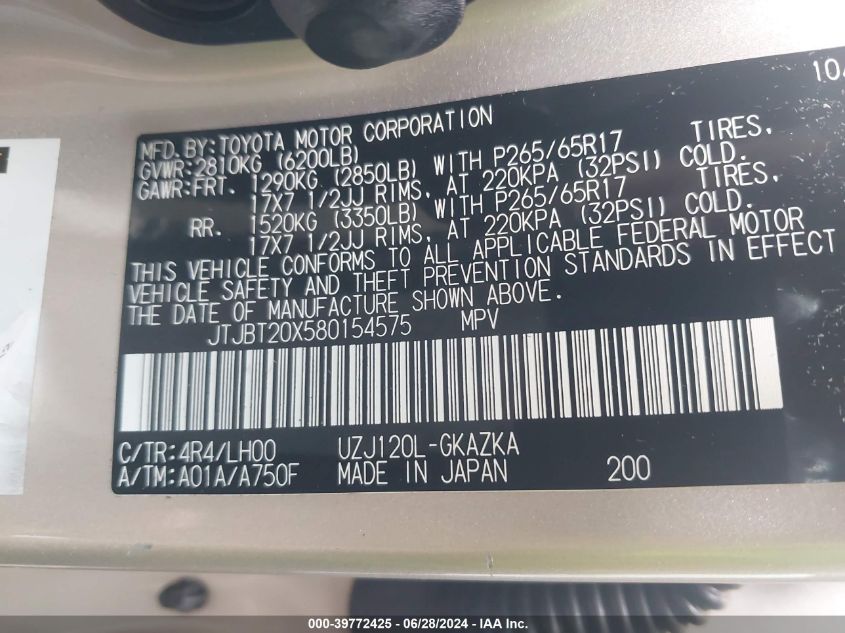 10/
MFD. BY: TOYOTA MOTOR CORPORATION
GVWR: 2810KG (6200LB)
GAWR: FRT. 1290KG (2850LB) WITH P265/65R17 TIRES,
17X7 1/2JJ RIMS, AT 220KPA (32PSI) COLD.
RR. 1520KG (3350LB) WITH P265/65R17 TIRES,
17X7 1/2JJ RIMS, AT 220KPA (32PSI) COLD.
THIS VEHICLE CONFORMS TO ALL APPLICABLE FEDERAL MOTOR
VEHICLE SAFETY AND THEFT PREVENTION STANDARDS IN EFFECT
THE DATE OF MANUFACTURE SHOWN ABOVE.
JTJBT20X580154575 MPV
C/TR: 4R4/LH00 UZJ120L-GKAZKA
A/TM: A01A/A750F MADE IN JAPAN 200
000-39772425 / 06/28/2024 - IAA Inc.